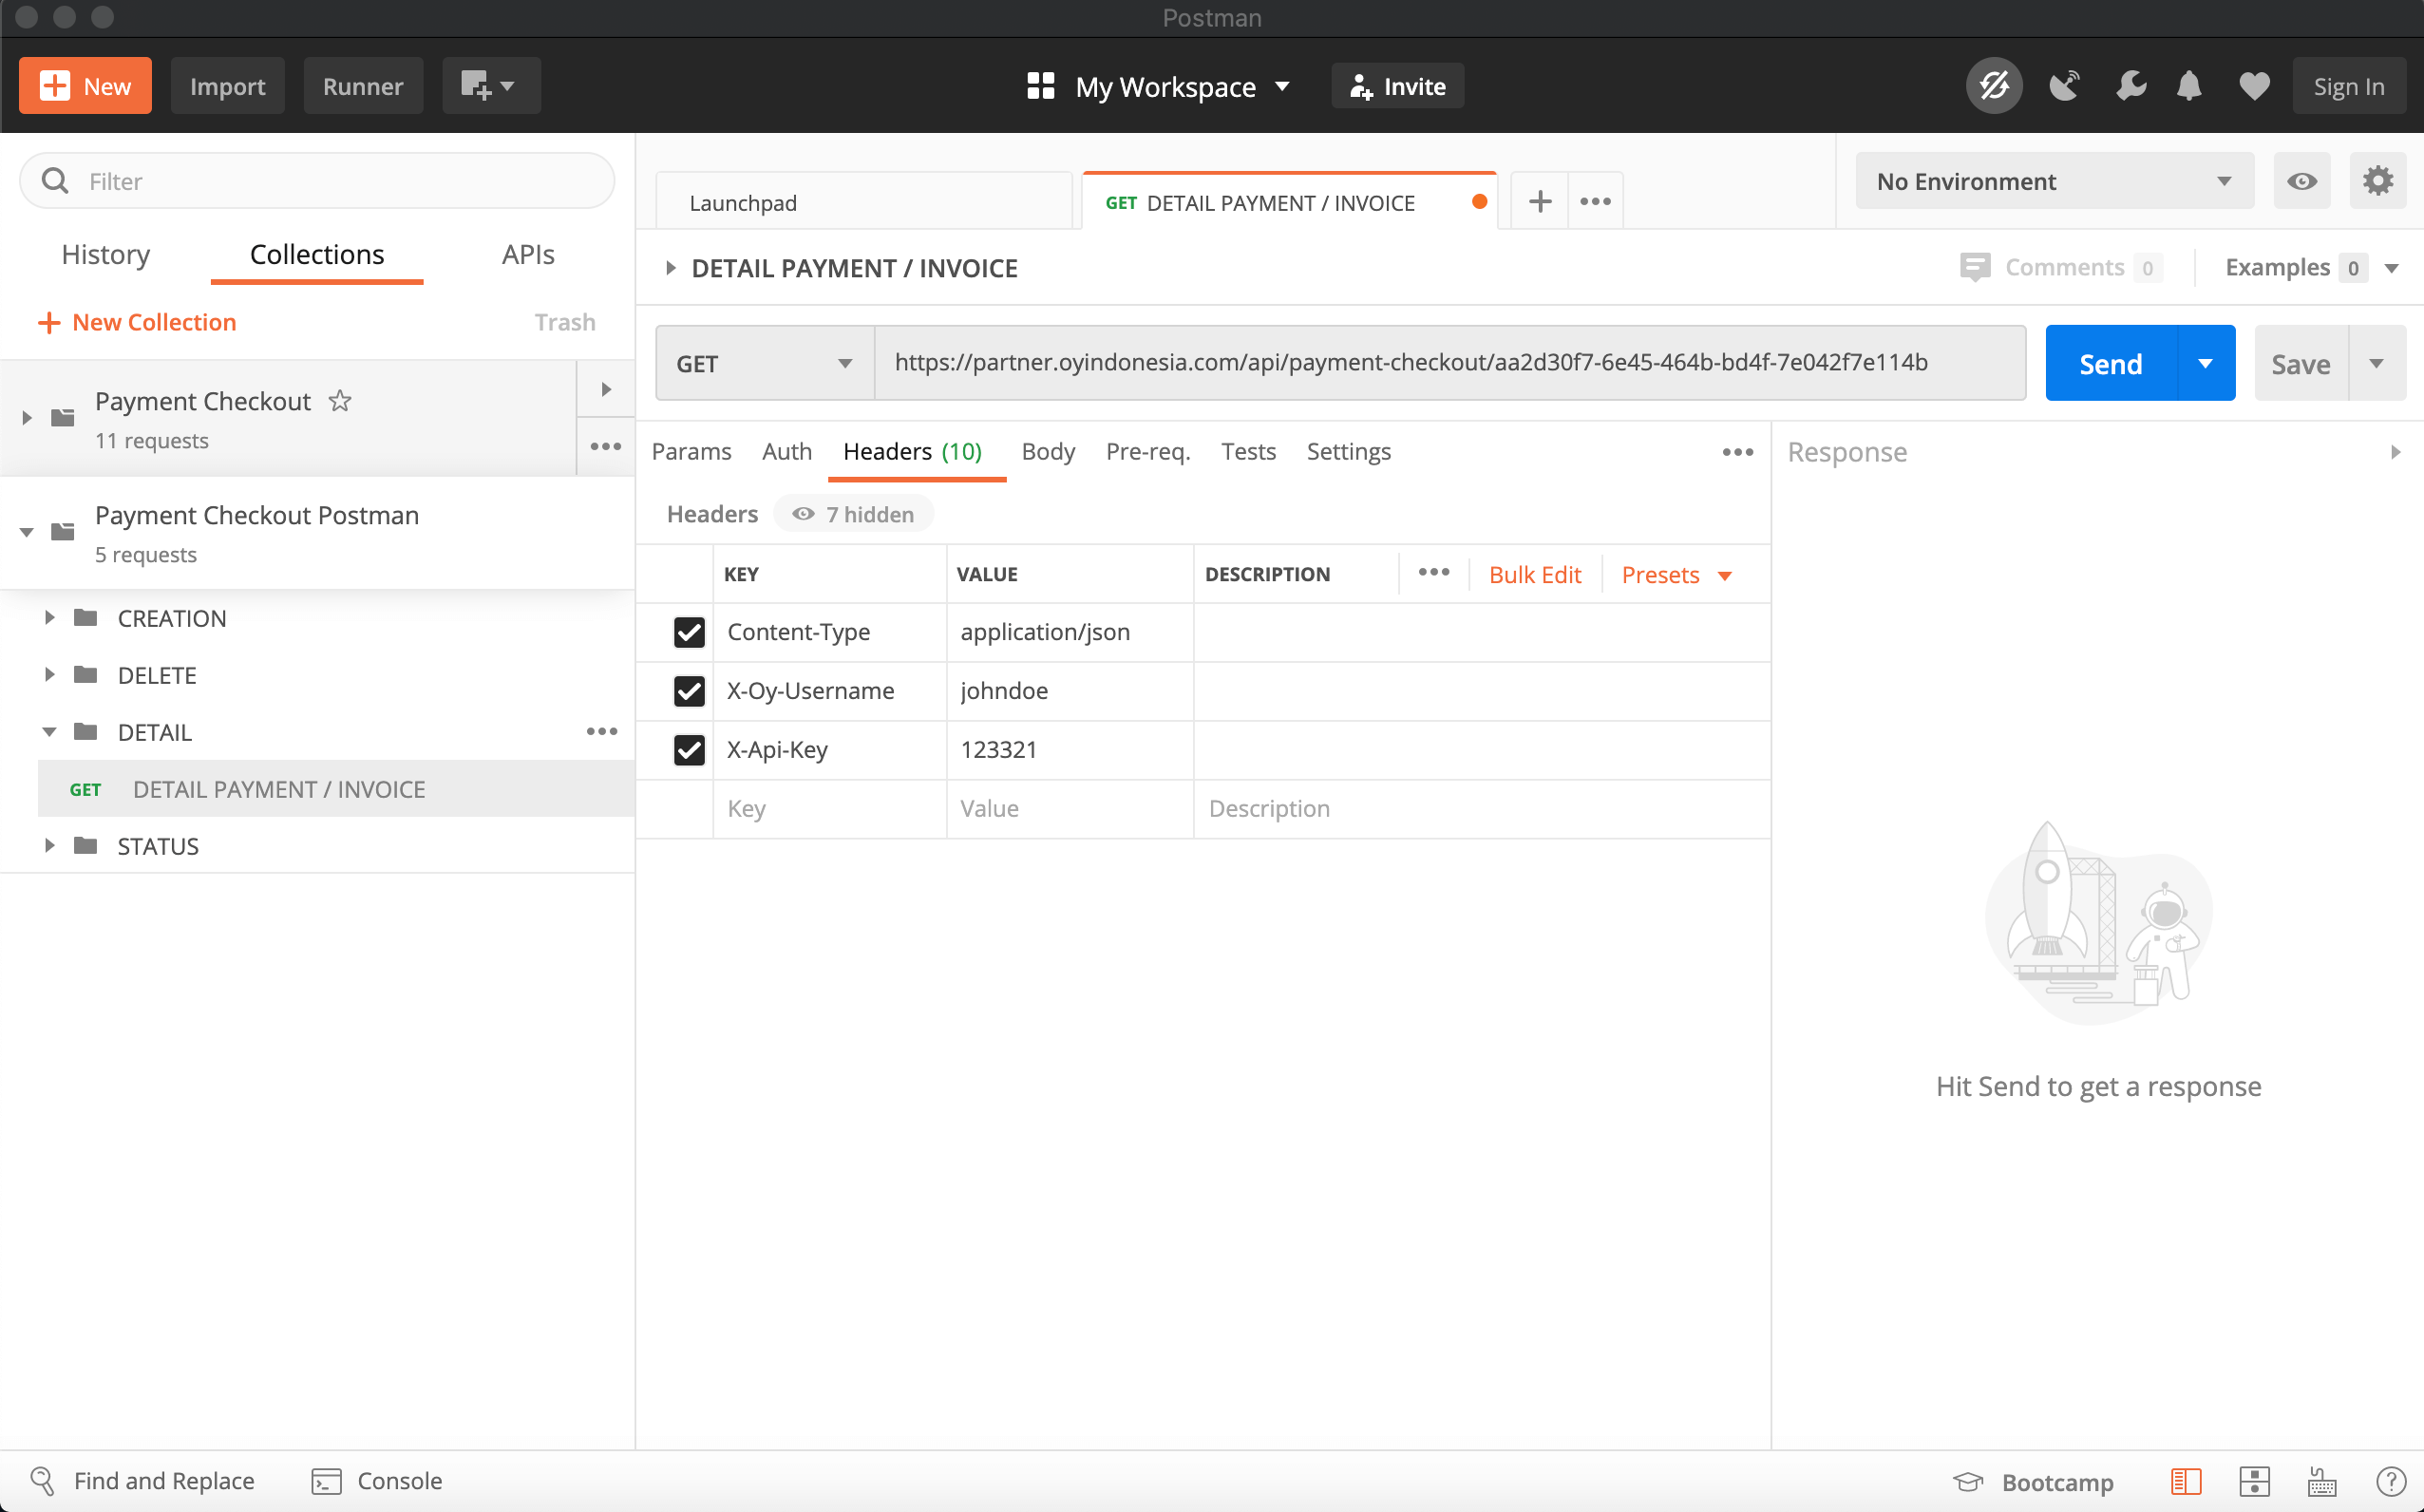 Postman
New
Import
Runner
My Workspace
Invite
Sign In
Filter
History
Collections
APIs
New Collection
Trash
Payment Checkout
11 requests
Payment Checkout Postman
5 requests
CREATION
DELETE
DETAIL
GET DETAIL PAYMENT / INVOICE
STATUS
Launchpad
GET DETAIL PAYMENT / INVOICE
No Environment
DETAIL PAYMENT / INVOICE
Comments 0
Examples 0
GET
https://partner.oyindonesia.com/api/payment-checkout/aa2d30f7-6e45-464b-bd4f-7e042f7e114b
Send
Save
Params Auth Headers (10) Body Pre-req. Tests Settings
Headers 7 hidden
KEY VALUE DESCRIPTION Bulk Edit Presets
Content-Type application/json
X-Oy-Username johndoe
X-Api-Key 123321
Key Value Description
Response
Hit Send to get a response
Find and Replace
Console
Bootcamp
?